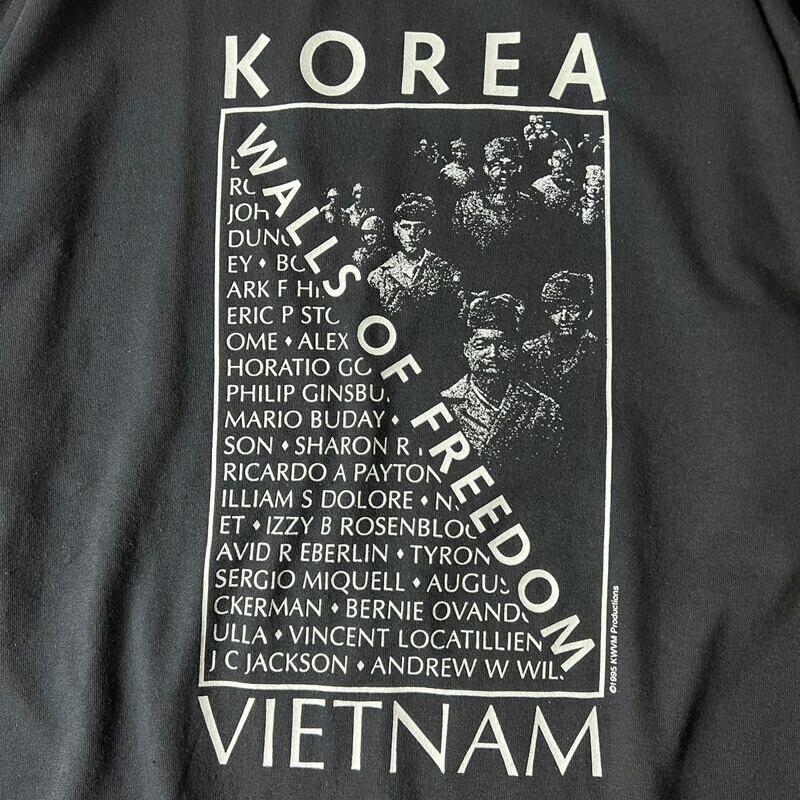 KOREA
WALLS OF FREEDOM
JOH
DUNC
EY • BO
ARK F HI
ERIC P STO
OME • ALEX
HORATIO GO
PHILIP GINSBU
MARIO BUDAY •
SON • SHARON R
RICARDO A PAYTON
ILLIAM S DOLORE • N
ET • IZZY B ROSENBLOO
AVID R EBERLIN • TYRON
SERGIO MIQUELL • AUGUS
CKERMAN • BERNIE OVANDO
ULLA • VINCENT LOCATILLIEN
J C JACKSON • ANDREW W WIL
©1995 KWVM Productions
VIETNAM